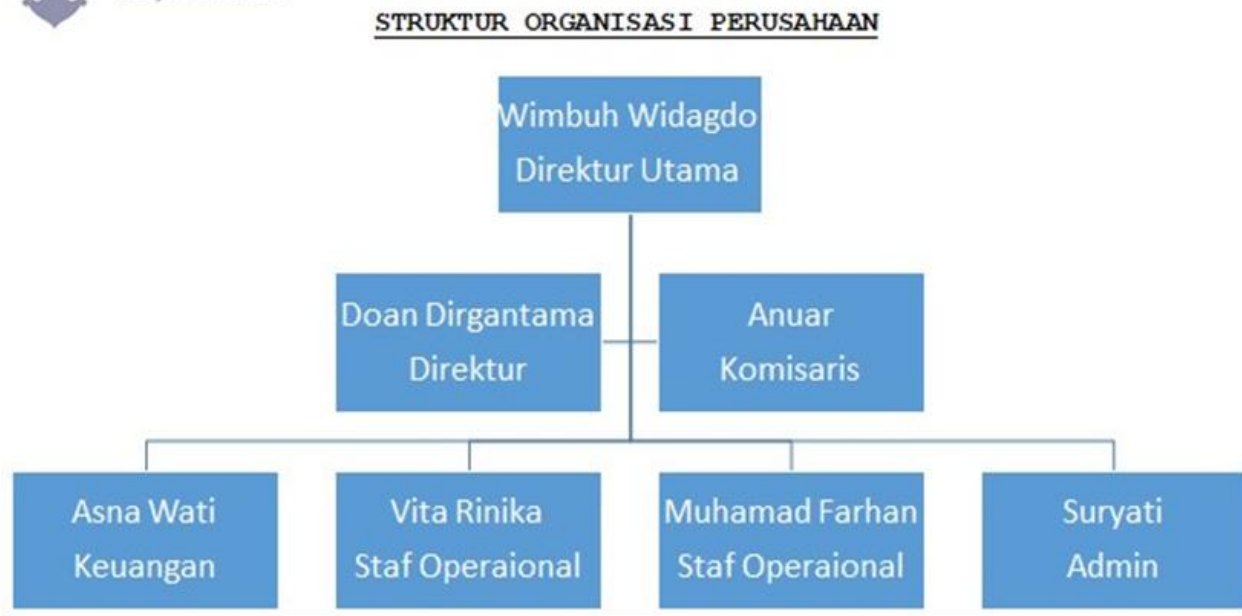 STRUKTUR ORGANISASI PERUSAHAAN
Wimbuh Widagdo
Direktur Utama
Doan Dirgantama
Direktur
Anuar
Komisaris
Asna Wati
Keuangan
Vita Rinika
Staf Operaional
Muhamad Farhan
Staf Operaional
Suryati
Admin